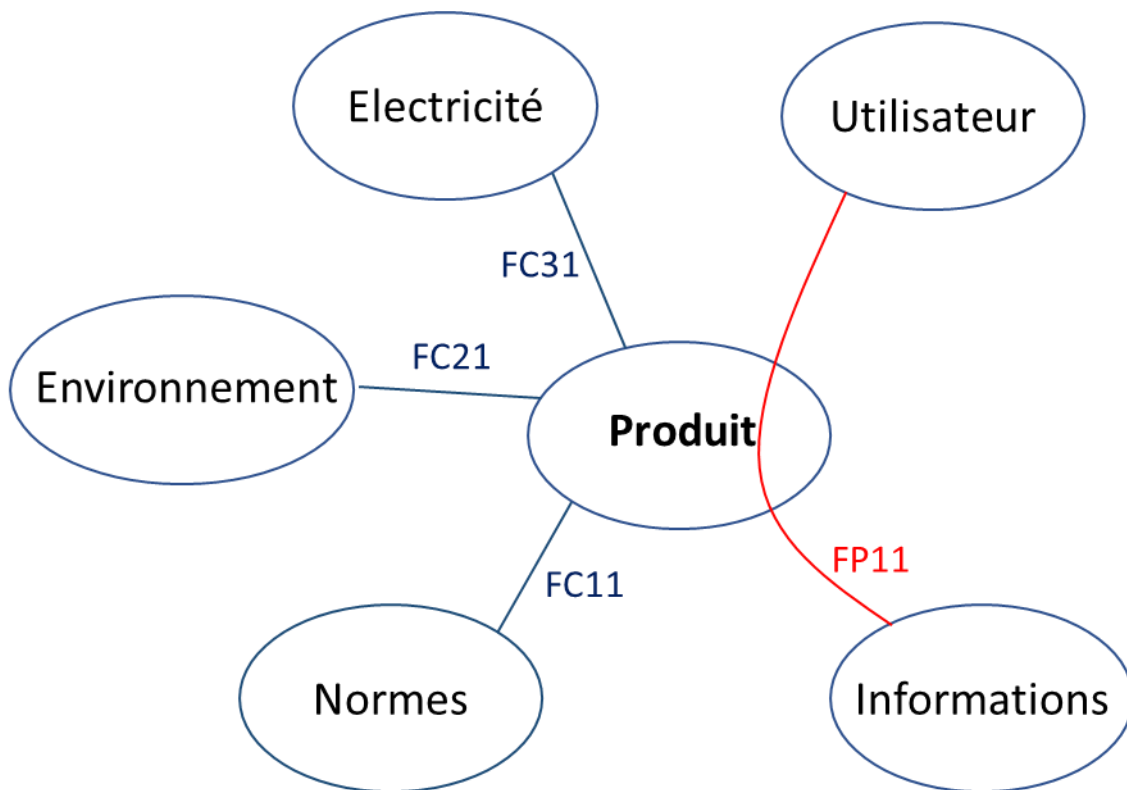 Electricité
Utilisateur
FC31
FC21
Environnement
Produit
FP11
FC11
Normes
Informations